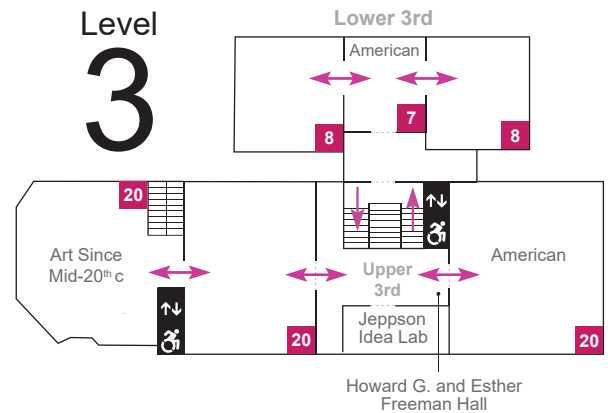 Level
3
Lower 3rd
American
8
7
8
20
Art Since
Mid-20th c
20
Upper
3rd
Jeppson
Idea Lab
American
20
Howard G. and Esther
Freeman Hall